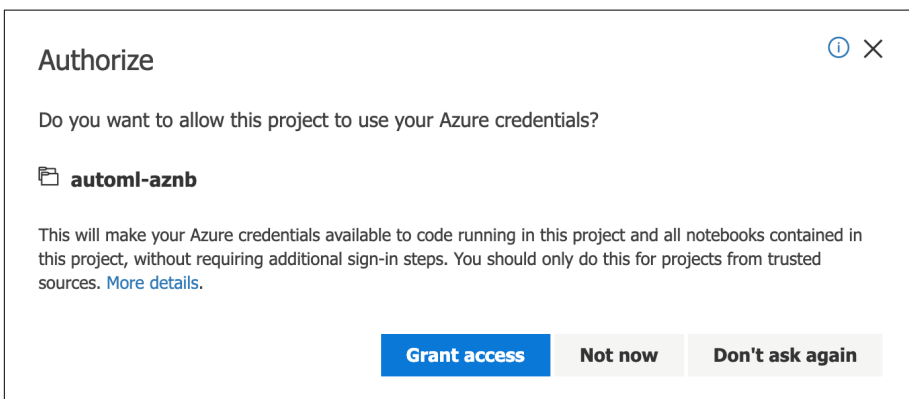 Authorize
Do you want to allow this project to use your Azure credentials?
automl-aznb
This will make your Azure credentials available to code running in this project and all notebooks contained in
this project, without requiring additional sign-in steps. You should only do this for projects from trusted
sources. More details.
Grant access Not now Don't ask again